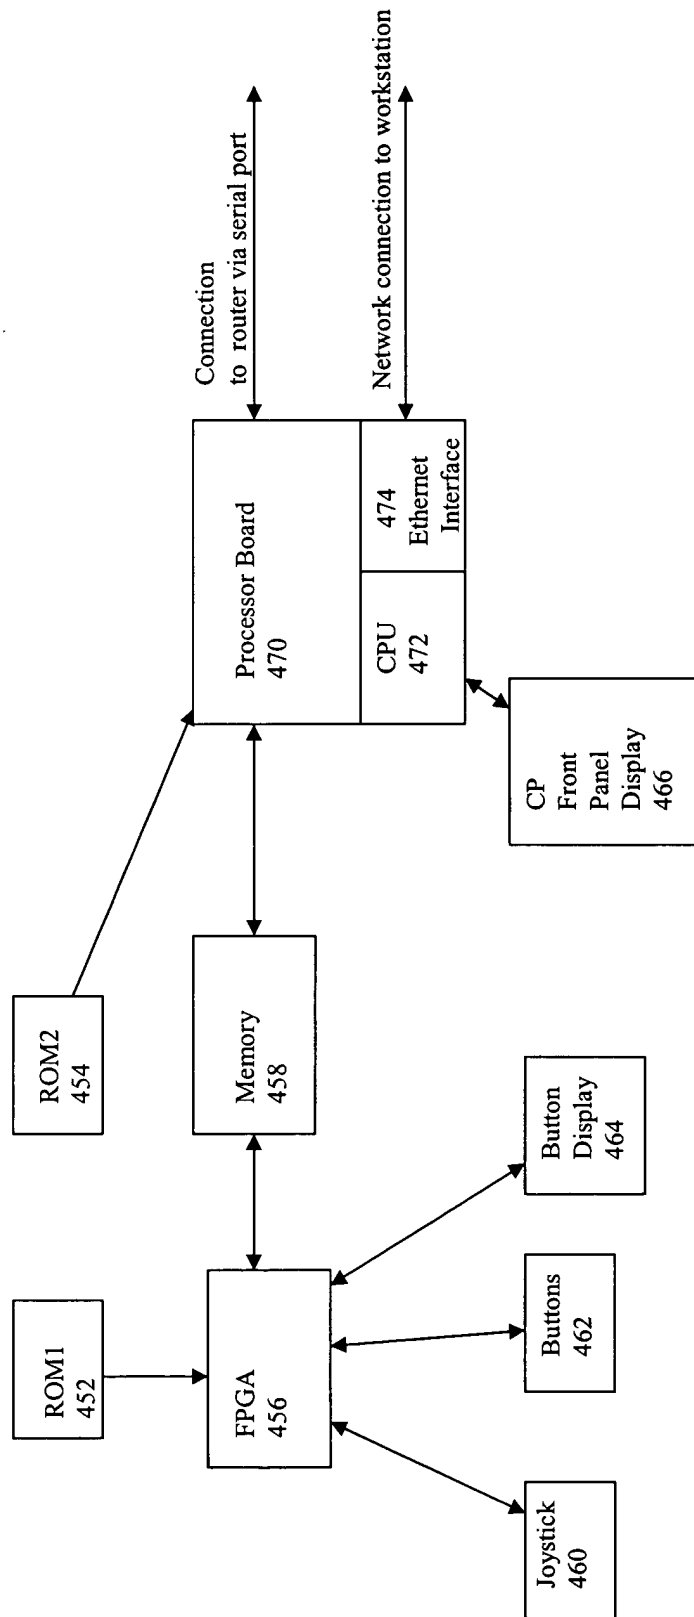 ROM1
452
ROM2
454
FPGA
456
Memory
458
Processor Board
470
CPU
472
474
Ethernet
Interface
Connection
to router via serial port
Network connection to workstation
Joystick
460
Buttons
462
Button
Display
464
CP
Front
Panel
Display
466